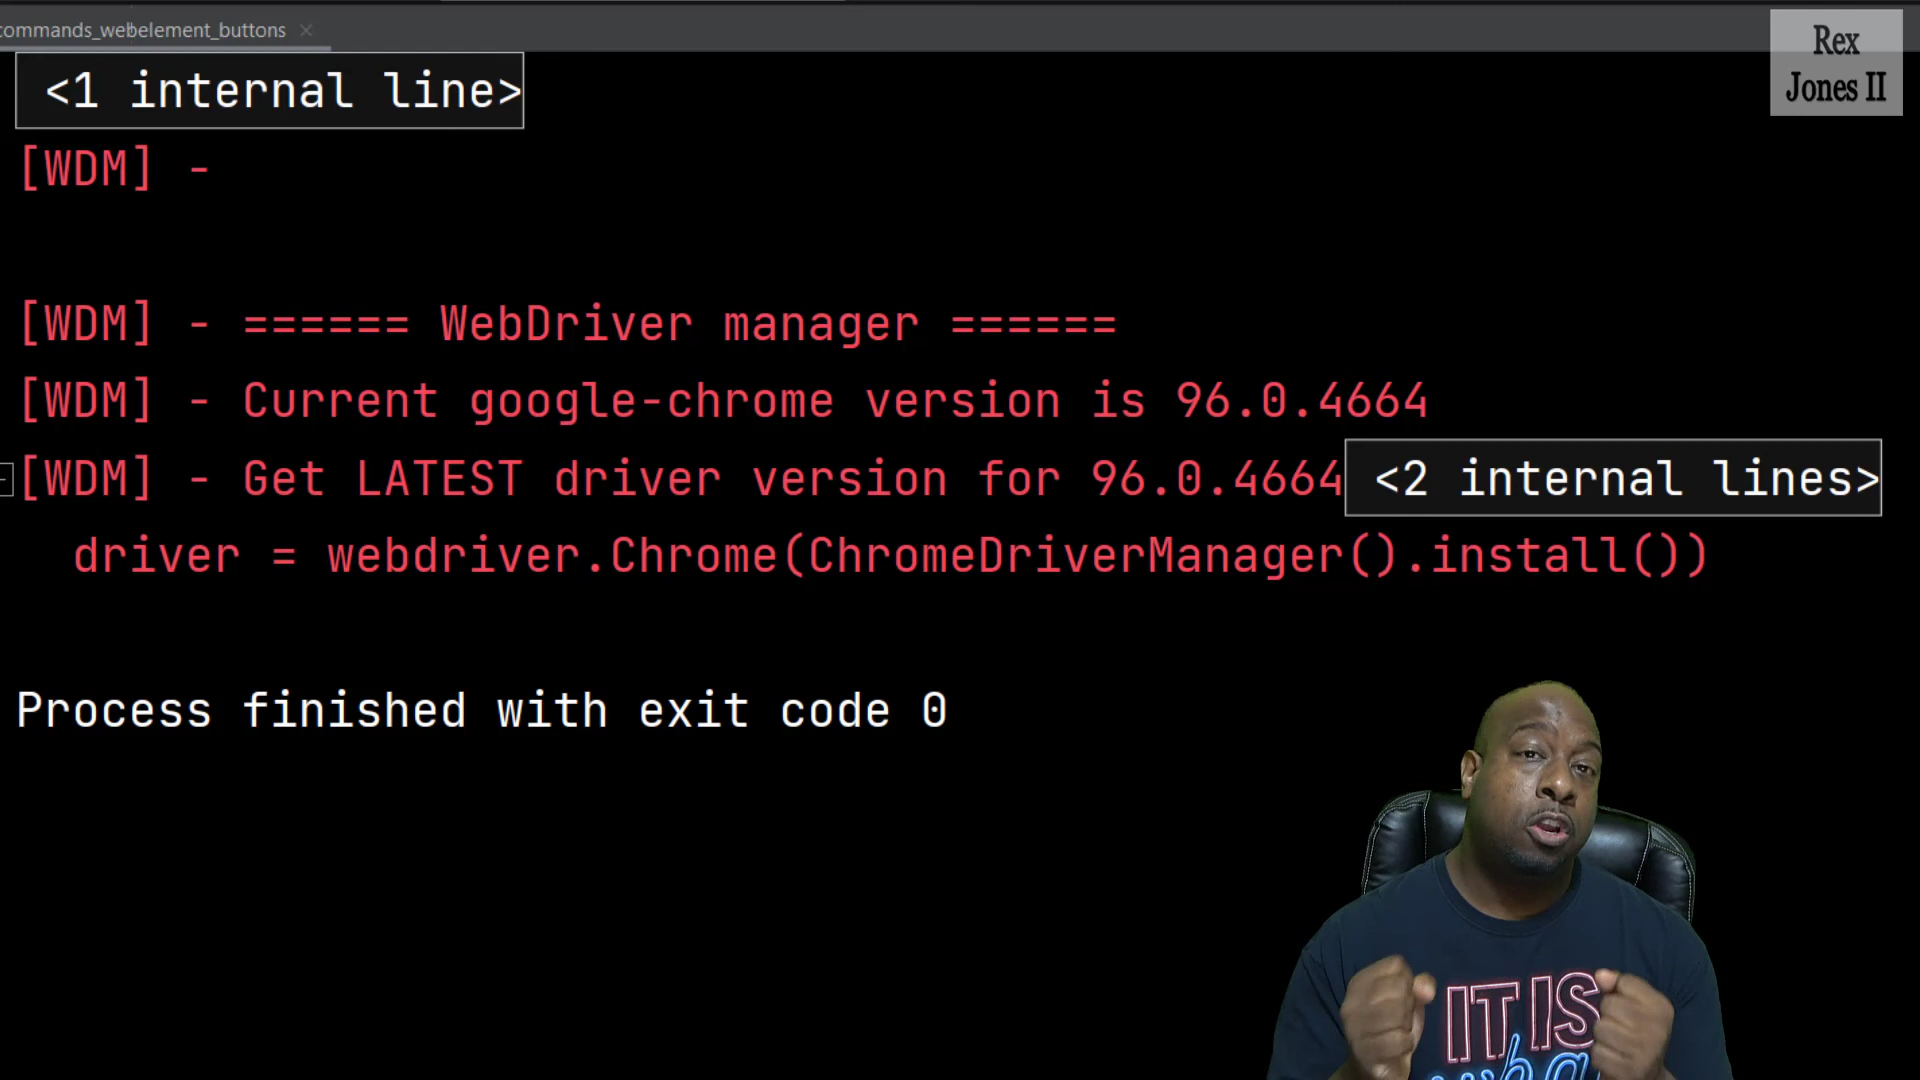 commands_webelement_buttons
Rex
Jones II
<1 internal line>
[WDM] -
[WDM] - ====== WebDriver manager ======
[WDM] - Current google-chrome version is 96.0.4664
[WDM] - Get LATEST driver version for 96.0.4664 <2 internal lines>
driver = webdriver.Chrome(ChromeDriverManager().install())
Process finished with exit code 0
IT IS